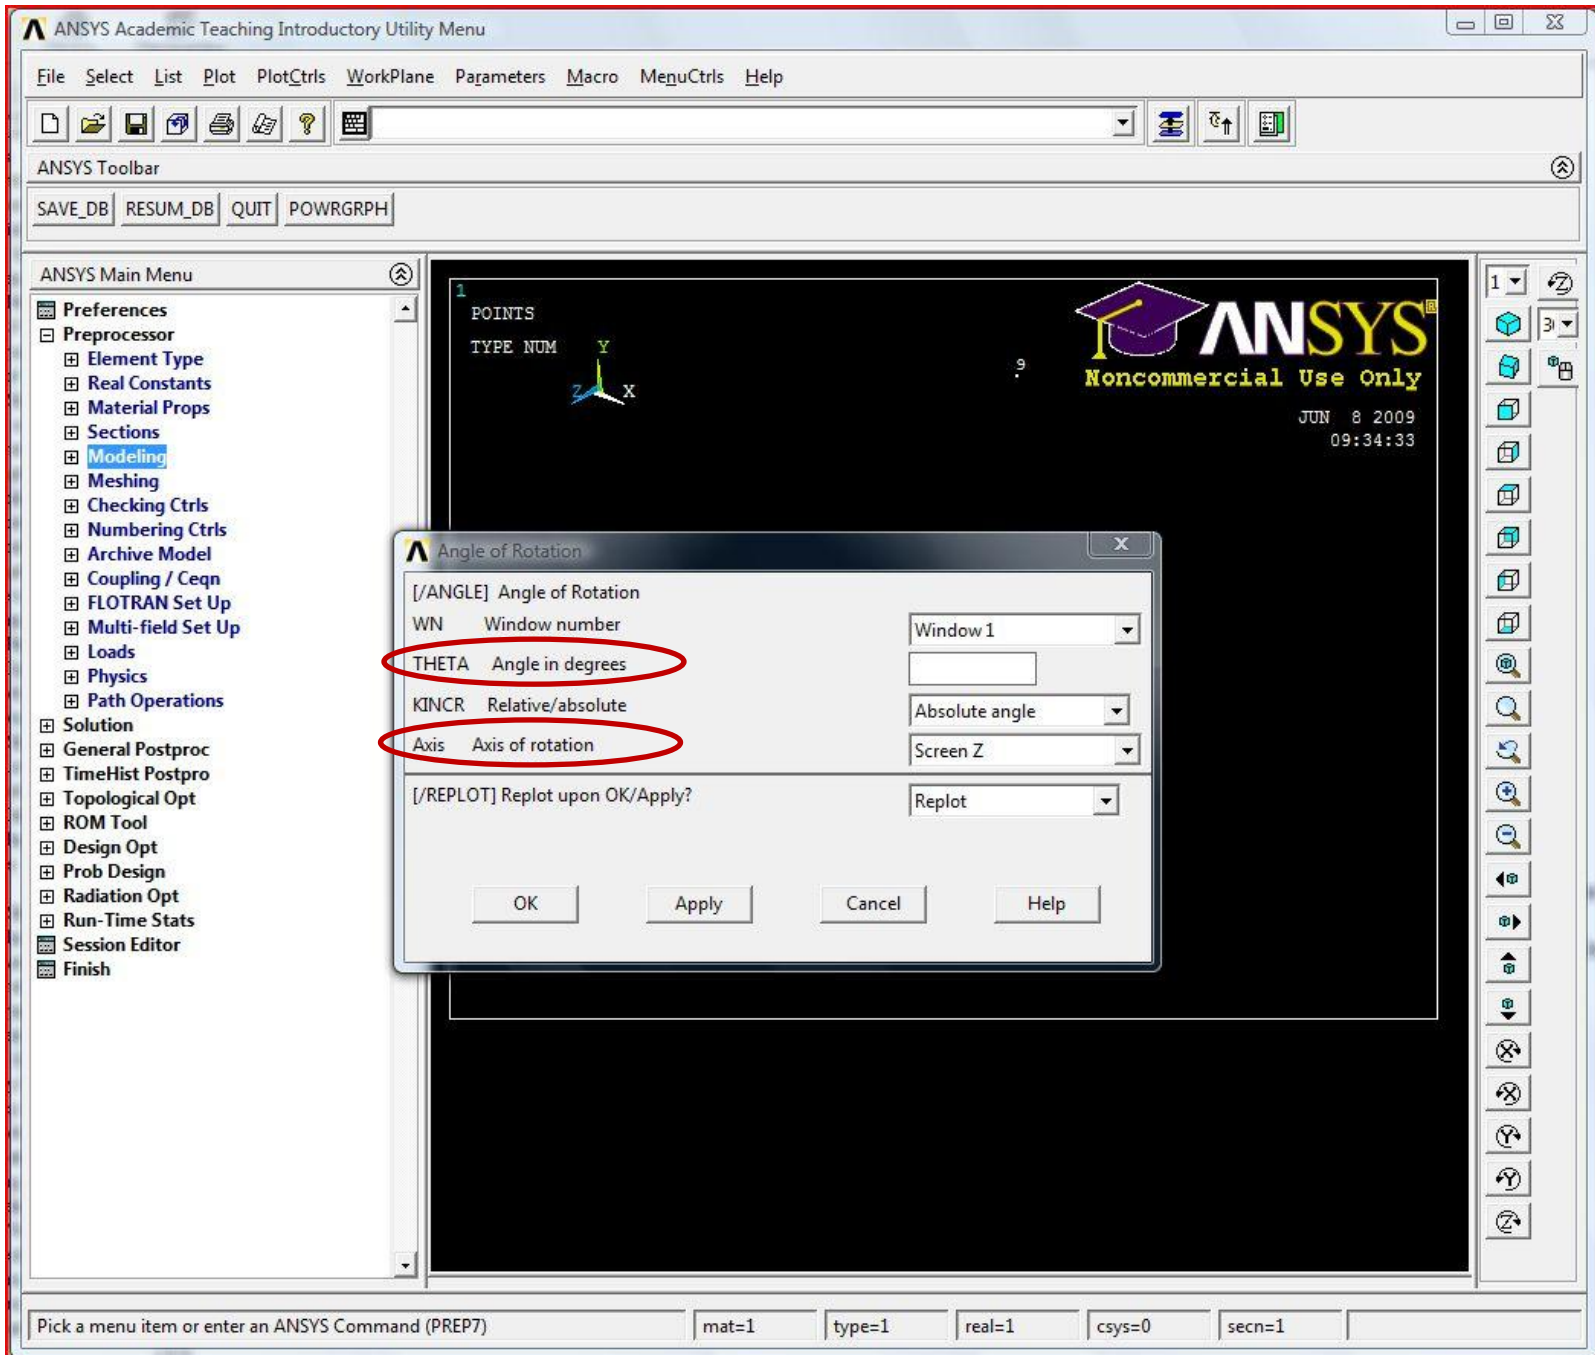 ANSYS Academic Teaching Introductory Utility Menu
File Select List Plot PlotCtrls WorkPlane Parameters Macro MenuCtrls Help
ANSYS Toolbar
SAVE_DB RESUM_DB QUIT POWRGRPH
ANSYS Main Menu
Preferences
Preprocessor
Element Type
Real Constants
Material Props
Sections
Modeling
Meshing
Checking Ctrls
Numbering Ctrls
Archive Model
Coupling / Ceqn
FLOTRAN Set Up
Multi-field Set Up
Loads
Physics
Path Operations
Solution
General Postproc
TimeHist Postpro
Topological Opt
ROM Tool
Design Opt
Prob Design
Radiation Opt
Run-Time Stats
Session Editor
Finish
1
POINTS
TYPE NUM
Y
Z X
9
ANSYS®
Noncommercial Use Only
JUN 8 2009
09:34:33
Angle of Rotation
[/ANGLE] Angle of Rotation
WN Window number Window 1
THETA Angle in degrees
KINCR Relative/absolute Absolute angle
Axis Axis of rotation Screen Z
[/REPLOT] Replot upon OK/Apply? Replot
OK Apply Cancel Help
1
Z
X
X
Y
Y
Z
Pick a menu item or enter an ANSYS Command (PREP7) mat=1 type=1 real=1 csys=0 secn=1